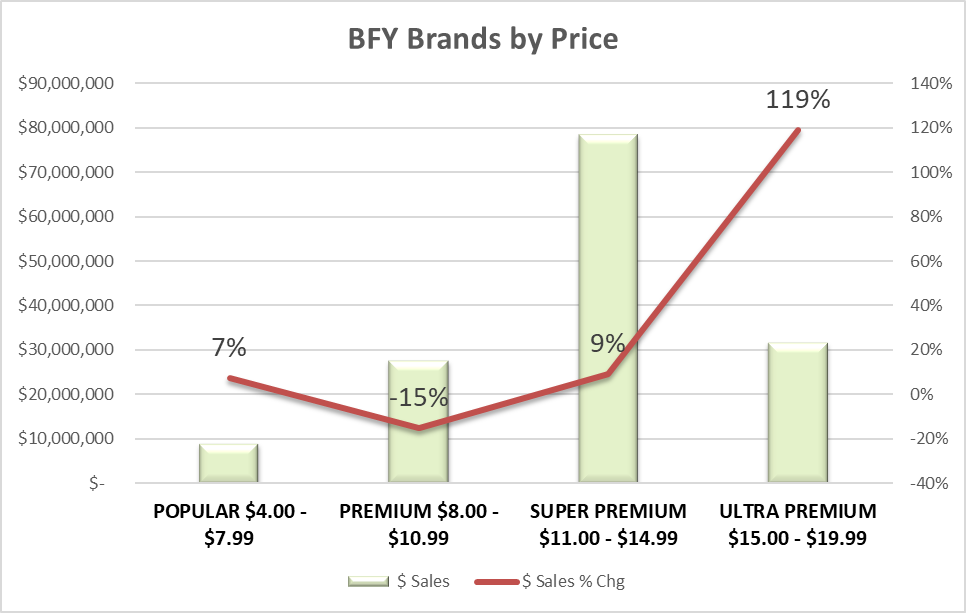 BFY Brands by Price
$90,000,000
$80,000,000
$70,000,000
$60,000,000
$50,000,000
$40,000,000
$30,000,000
$20,000,000
$10,000,000
$-
140%
120%
100%
80%
60%
40%
20%
0%
-20%
-40%
7%
-15%
9%
119%
POPULAR $4.00 -
$7.99
PREMIUM $8.00 -
$10.99
SUPER PREMIUM
$11.00 - $14.99
ULTRA PREMIUM
$15.00 - $19.99
$ Sales
$ Sales % Chg